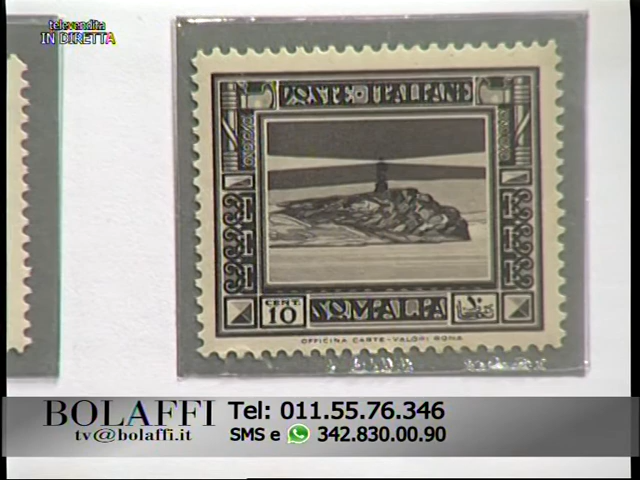 televendita
IN DIRETTA
POSTE·ITALIANE
CENT.
10
SOMALIA
١٠
OFFICINA CARTE-VALORI ROMA
BOLAFFI
tv@bolaffi.it
Tel: 011.55.76.346
SMS e 342.830.00.90